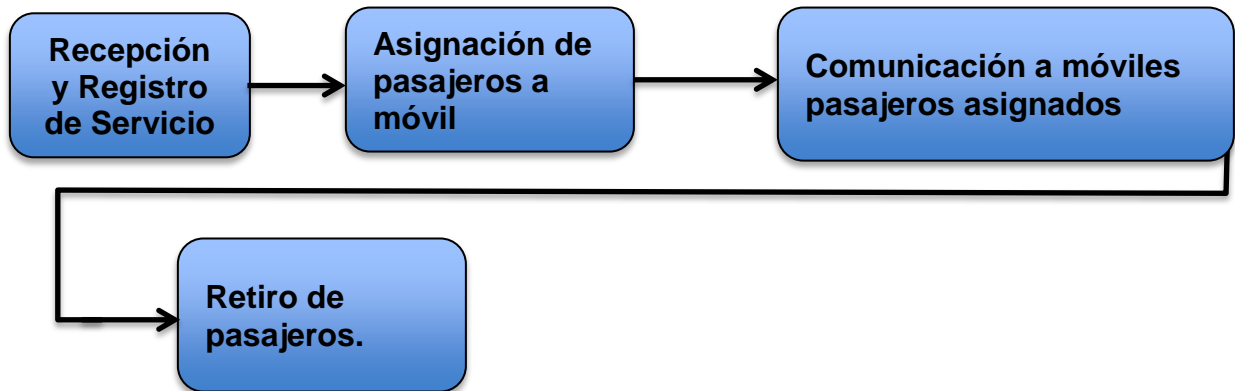 Recepción
y Registro
de Servicio
Asignación de
pasajeros a
móvil
Comunicación a móviles
pasajeros asignados
Retiro de
pasajeros.